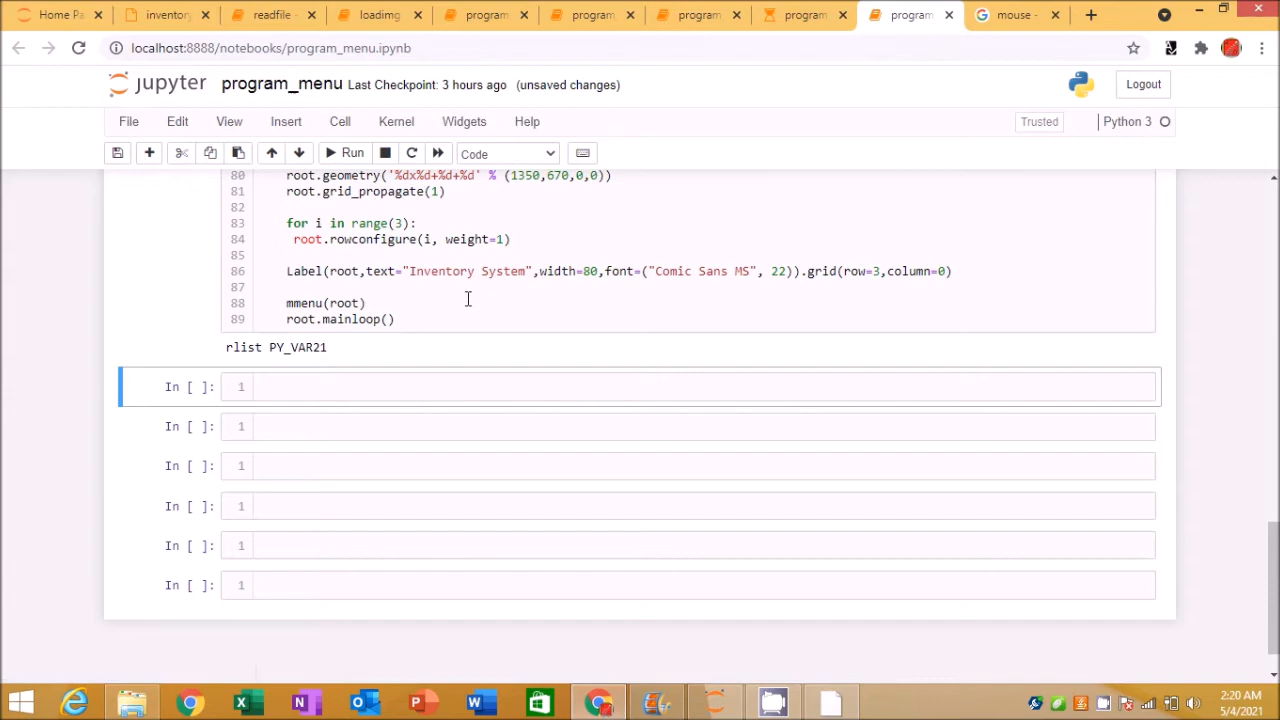 Home Pa
inventory
readfile -
loadimg
program
program
program
program
program
mouse -
localhost:8888/notebooks/program_menu.ipynb
jupyter program_menu Last Checkpoint: 3 hours ago (unsaved changes)
Logout
File Edit View Insert Cell Kernel Widgets Help
Trusted
Python 3
Run
Code
80 root.geometry('%dx%d+%d+%d' % (1350,670,0,0))
81 root.grid_propagate(1)
82
83 for i in range(3):
84 root.rowconfigure(i, weight=1)
85
86 Label(root,text="Inventory System",width=80,font=("Comic Sans MS", 22)).grid(row=3,column=0)
87
88 mmenu(root)
89 root.mainloop()
rlist PY_VAR21
In [ ]: 1
In [ ]: 1
In [ ]: 1
In [ ]: 1
In [ ]: 1
In [ ]: 1
2:20 AM
5/4/2021